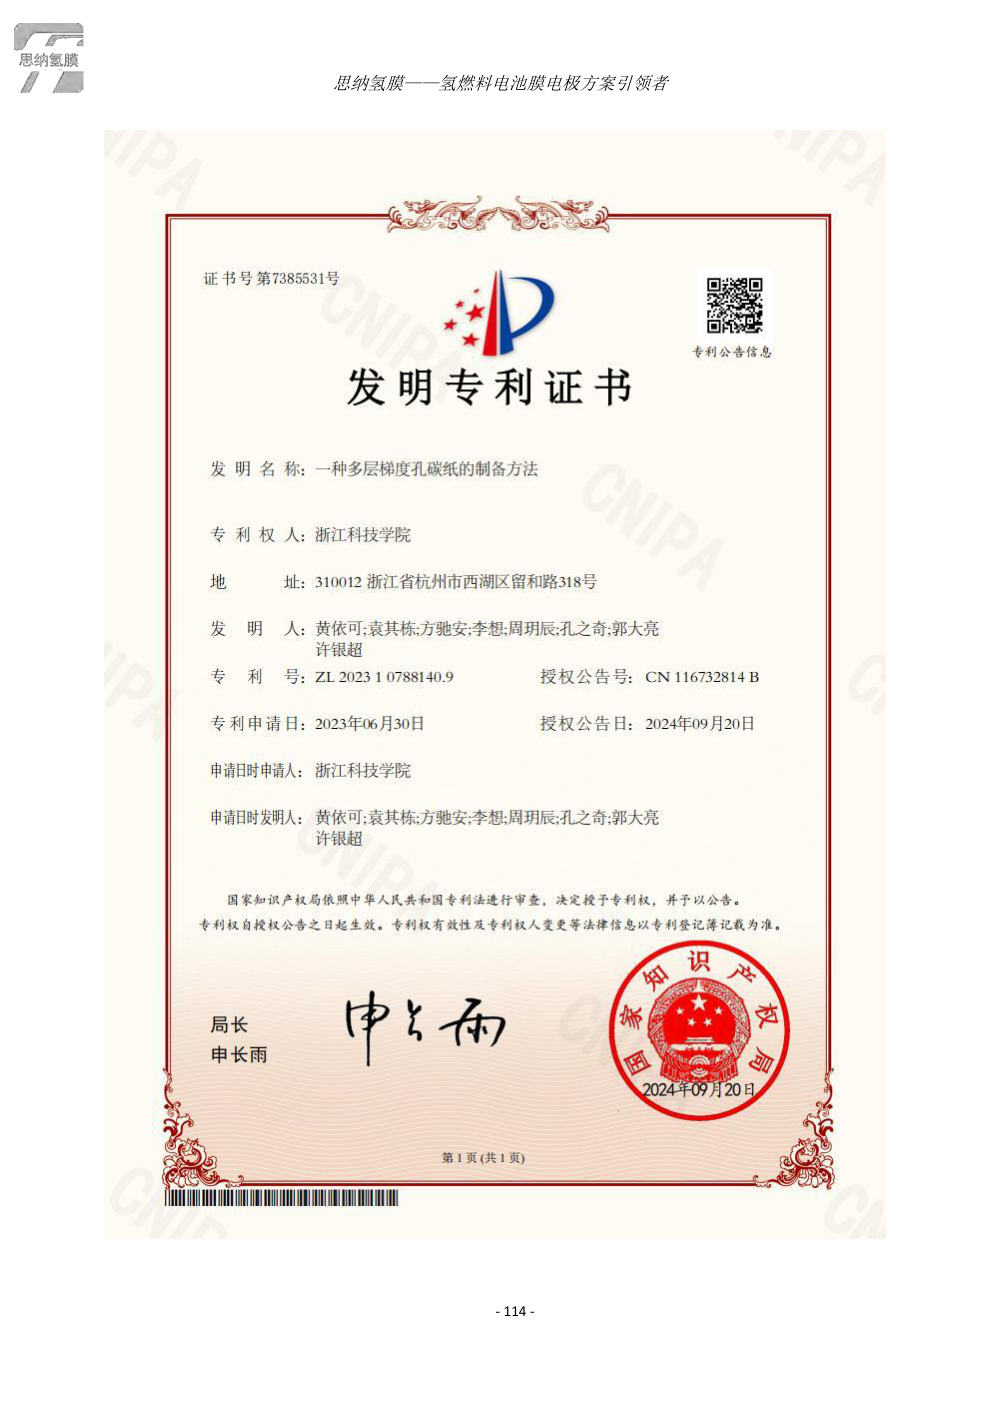 思纳氢膜
思纳氢膜——氢燃料电池膜电极方案引领者
证书号第7385531号
专利公告信息
发明专利证书
发明名称：一种多层梯度孔碳纸的制备方法
专利权人：浙江科技学院
地址：310012 浙江省杭州市西湖区留和路318号
发明人：黄依可;袁其栋;方驰安;李想;周玥辰;孔之奇;郭大亮
许银超
专利号：ZL 2023 1 0788140.9 授权公告号：CN 116732814 B
专利申请日：2023年06月30日 授权公告日：2024年09月20日
申请日时申请人：浙江科技学院
申请日时发明人：黄依可;袁其栋;方驰安;李想;周玥辰;孔之奇;郭大亮
许银超
国家知识产权局依照中华人民共和国专利法进行审查，决定授予专利权，并予以公告。
专利权自授权公告之日起生效。专利权有效性及专利权人变更等法律信息以专利登记簿记载为准。
局长
申长雨
申长雨
国家知识产权局
2024年09月20日
第 1 页 (共 1 页)
CNIPA
CNIPA
CNIPA
CNIPA
- 114 -